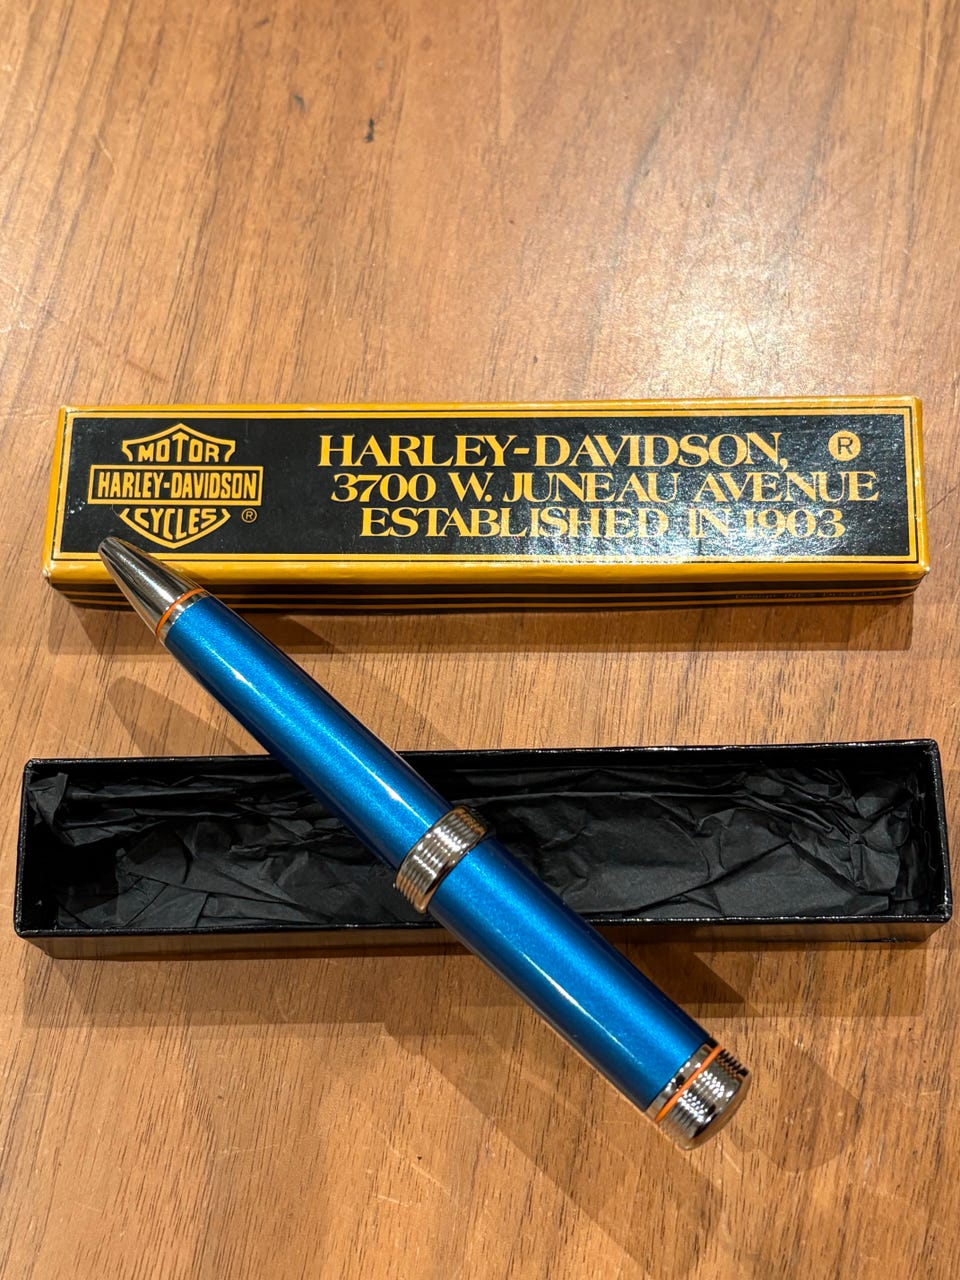 MOTOR
HARLEY-DAVIDSON
CYCLES ®
HARLEY-DAVIDSON, ®
3700 W. JUNEAU AVENUE
ESTABLISHED IN 1903